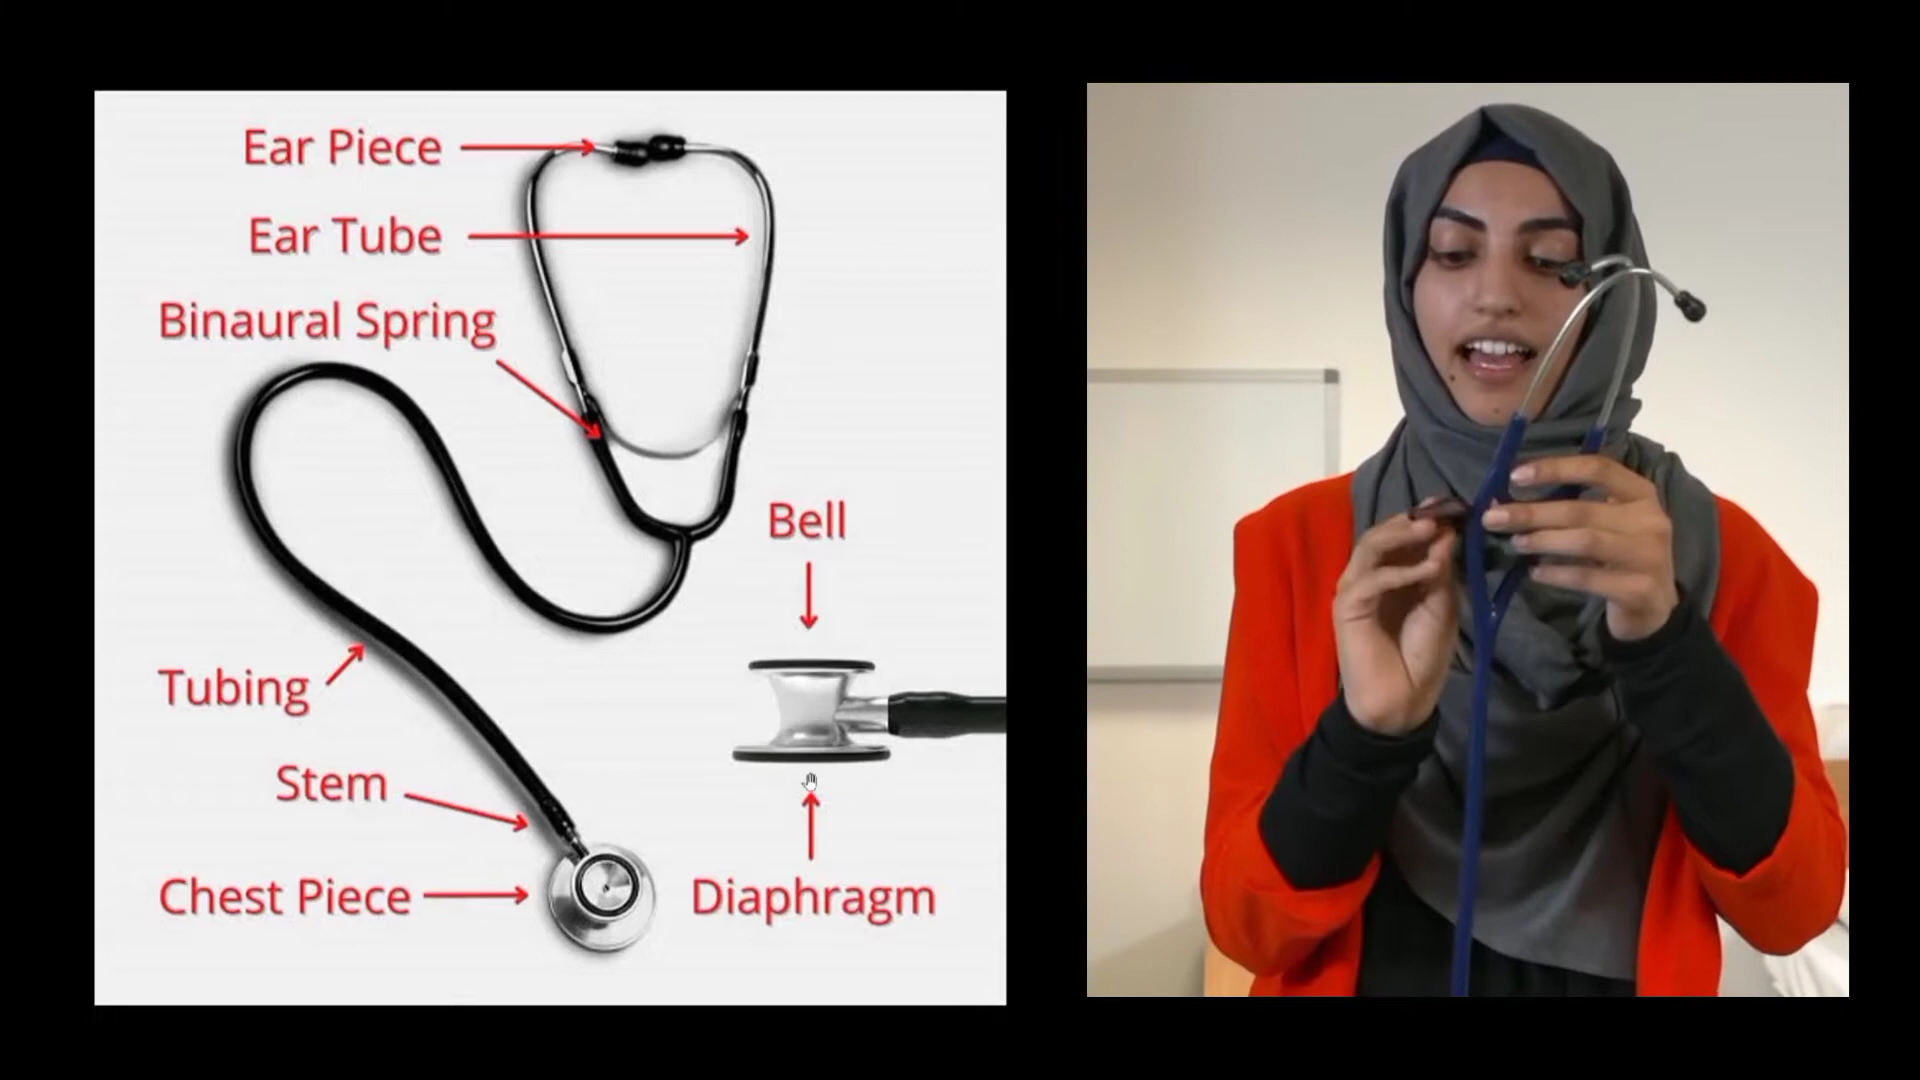 Ear Piece
Ear Tube
Binaural Spring
Bell
Tubing
Stem
Chest Piece
Diaphragm